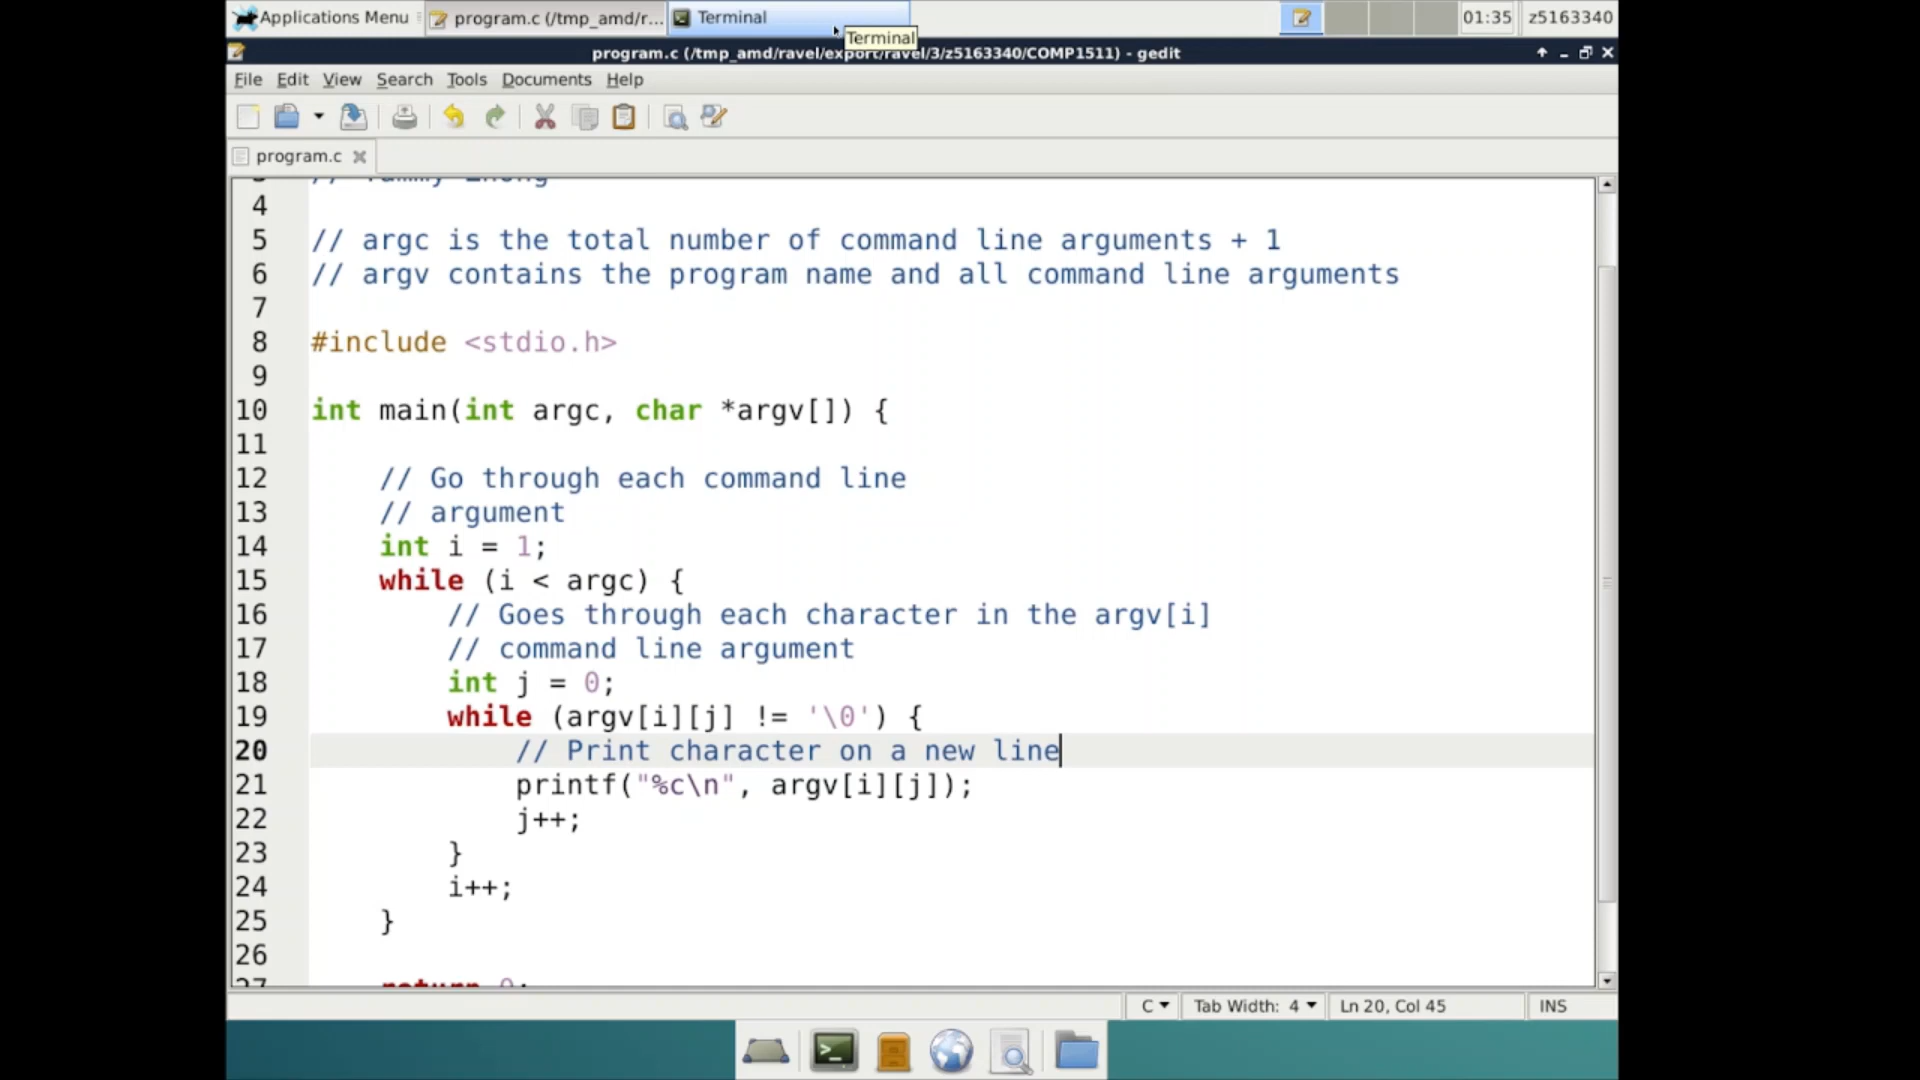 Applications Menu program.c (/tmp_amd/r... Terminal 01:35 z5163340
Terminal
program.c (/tmp_amd/ravel/export/ravel/3/z5163340/COMP1511) - gedit
File Edit View Search Tools Documents Help
program.c
4
5 // argc is the total number of command line arguments + 1
6 // argv contains the program name and all command line arguments
7
8 #include <stdio.h>
9
10 int main(int argc, char *argv[]) {
11
12 // Go through each command line
13 // argument
14 int i = 1;
15 while (i < argc) {
16 // Goes through each character in the argv[i]
17 // command line argument
18 int j = 0;
19 while (argv[i][j] != '\0') {
20 // Print character on a new line
21 printf("%c\n", argv[i][j]);
22 j++;
23 }
24 i++;
25 }
26
27 return 0;
C Tab Width: 4 Ln 20, Col 45 INS